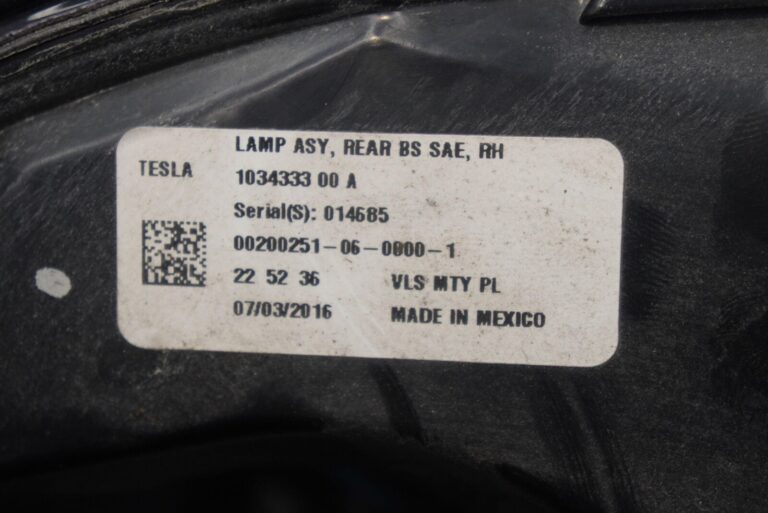 LAMP ASY, REAR BS SAE, RH
TESLA
1034333 00 A
Serial(S): 014685
00200251-06-0800-1
22 52 36 VLS MTY PL
07/03/2016 MADE IN MEXICO